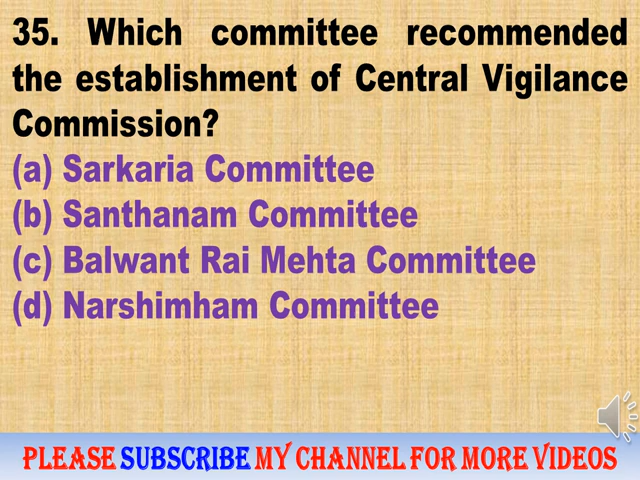 35. Which committee recommended
the establishment of Central Vigilance
Commission?
(a) Sarkaria Committee
(b) Santhanam Committee
(c) Balwant Rai Mehta Committee
(d) Narshimham Committee
PLEASE SUBSCRIBE MY CHANNEL FOR MORE VIDEOS